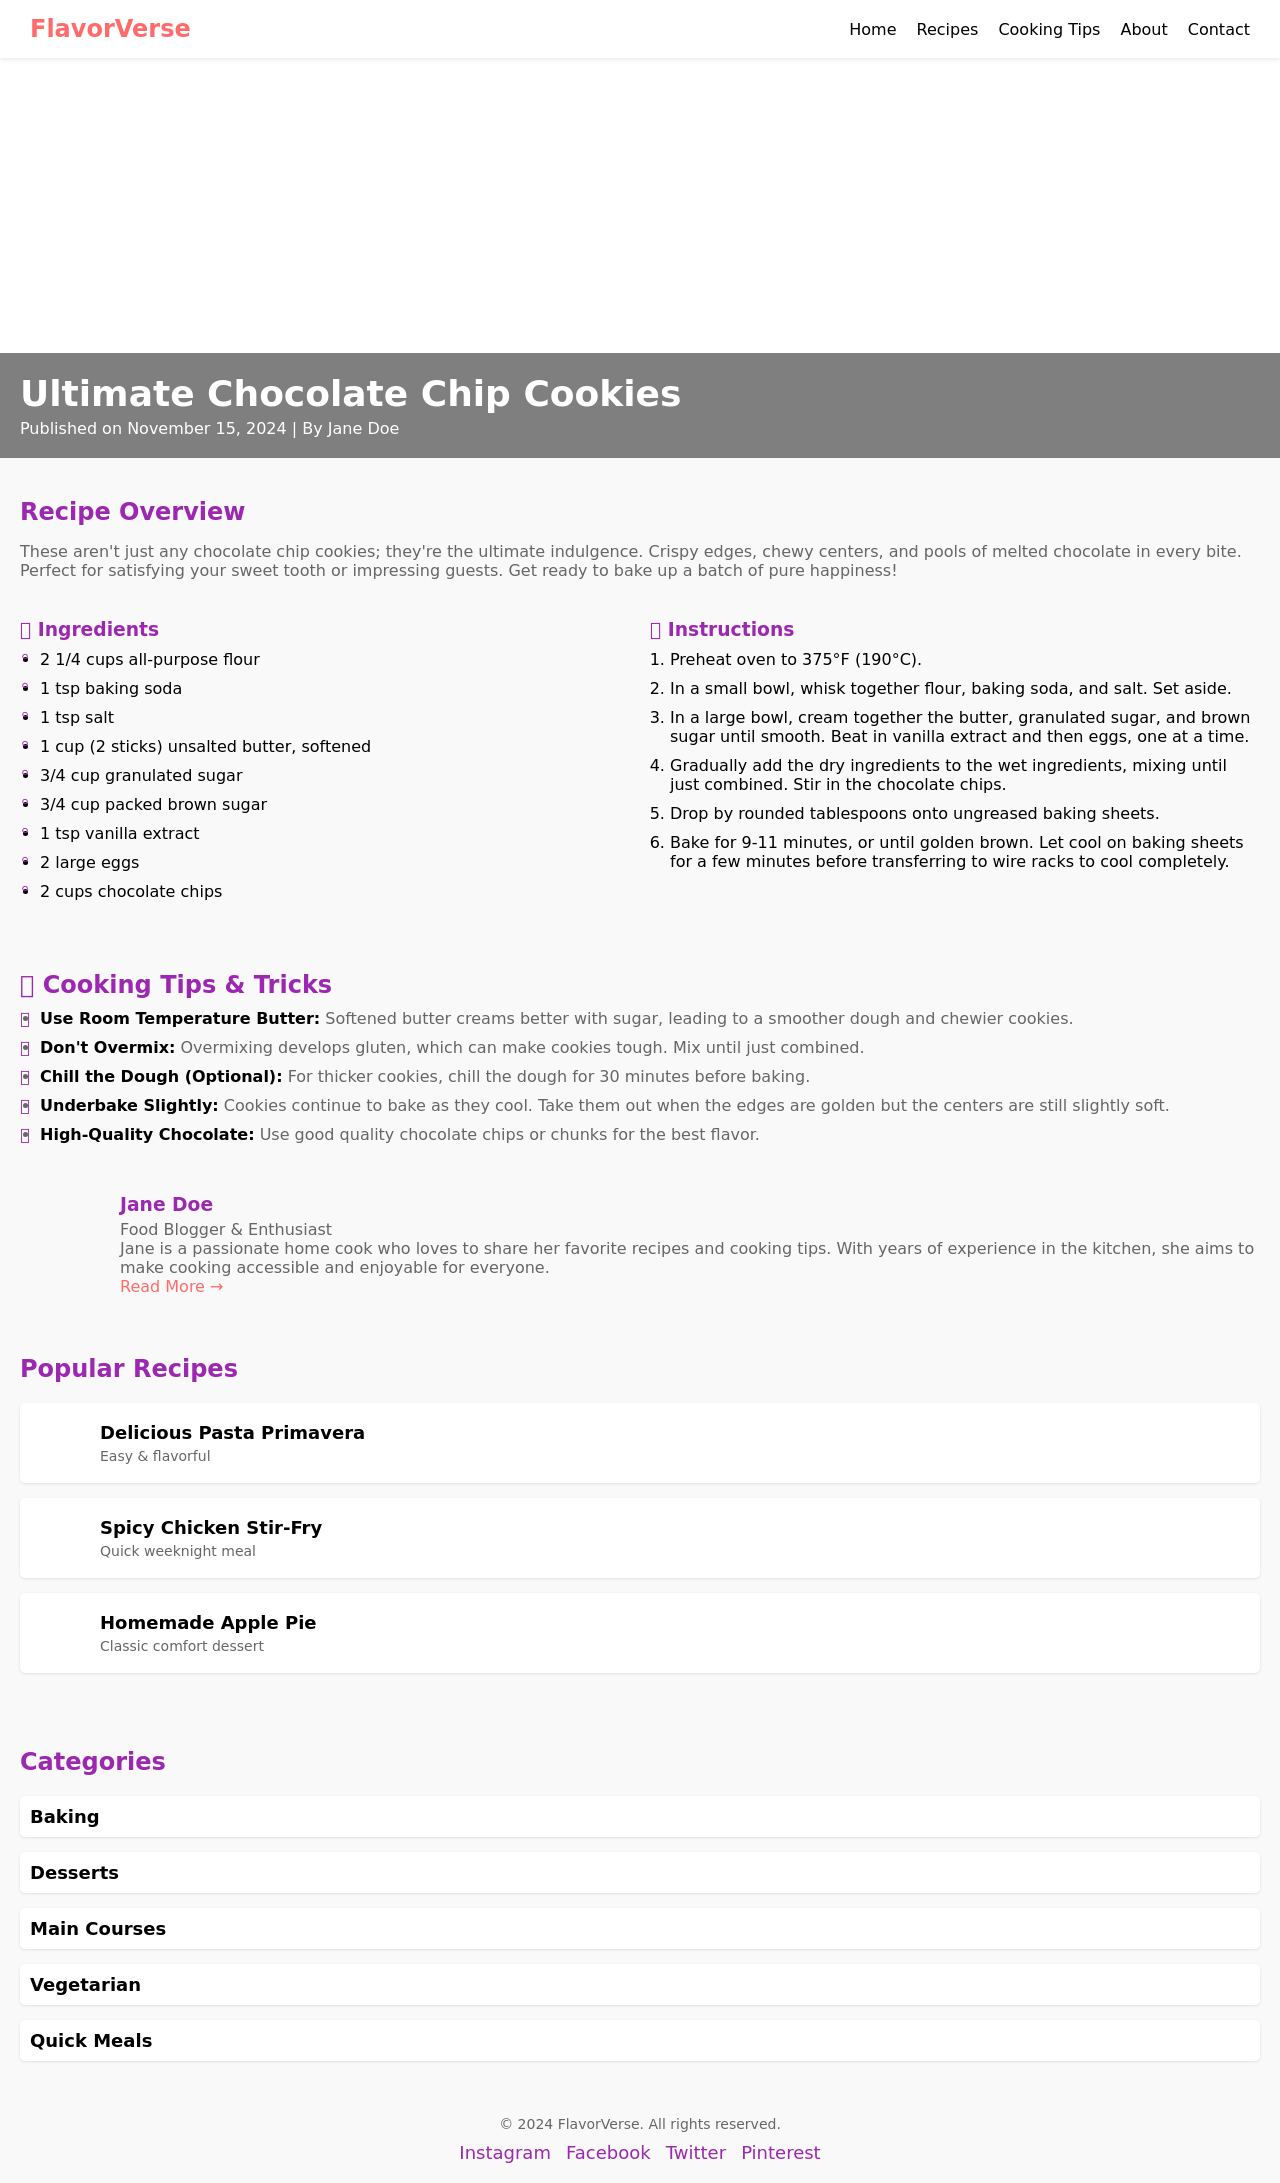 FlavorVerse
Home Recipes Cooking Tips About Contact
Ultimate Chocolate Chip Cookies
Published on November 15, 2024 | By Jane Doe
Recipe Overview
These aren't just any chocolate chip cookies; they're the ultimate indulgence. Crispy edges, chewy centers, and pools of melted chocolate in every bite.
Perfect for satisfying your sweet tooth or impressing guests. Get ready to bake up a batch of pure happiness!
Ingredients
2 1/4 cups all-purpose flour
1 tsp baking soda
1 tsp salt
1 cup (2 sticks) unsalted butter, softened
3/4 cup granulated sugar
3/4 cup packed brown sugar
1 tsp vanilla extract
2 large eggs
2 cups chocolate chips
Instructions
1. Preheat oven to 375°F (190°C).
2. In a small bowl, whisk together flour, baking soda, and salt. Set aside.
3. In a large bowl, cream together the butter, granulated sugar, and brown
sugar until smooth. Beat in vanilla extract and then eggs, one at a time.
4. Gradually add the dry ingredients to the wet ingredients, mixing until
just combined. Stir in the chocolate chips.
5. Drop by rounded tablespoons onto ungreased baking sheets.
6. Bake for 9-11 minutes, or until golden brown. Let cool on baking sheets
for a few minutes before transferring to wire racks to cool completely.
Cooking Tips & Tricks
Use Room Temperature Butter: Softened butter creams better with sugar, leading to a smoother dough and chewier cookies.
Don't Overmix: Overmixing develops gluten, which can make cookies tough. Mix until just combined.
Chill the Dough (Optional): For thicker cookies, chill the dough for 30 minutes before baking.
Underbake Slightly: Cookies continue to bake as they cool. Take them out when the edges are golden but the centers are still slightly soft.
High-Quality Chocolate: Use good quality chocolate chips or chunks for the best flavor.
Jane Doe
Food Blogger & Enthusiast
Jane is a passionate home cook who loves to share her favorite recipes and cooking tips. With years of experience in the kitchen, she aims to
make cooking accessible and enjoyable for everyone.
Read More →
Popular Recipes
Delicious Pasta Primavera
Easy & flavorful
Spicy Chicken Stir-Fry
Quick weeknight meal
Homemade Apple Pie
Classic comfort dessert
Categories
Baking
Desserts
Main Courses
Vegetarian
Quick Meals
© 2024 FlavorVerse. All rights reserved.
Instagram Facebook Twitter Pinterest